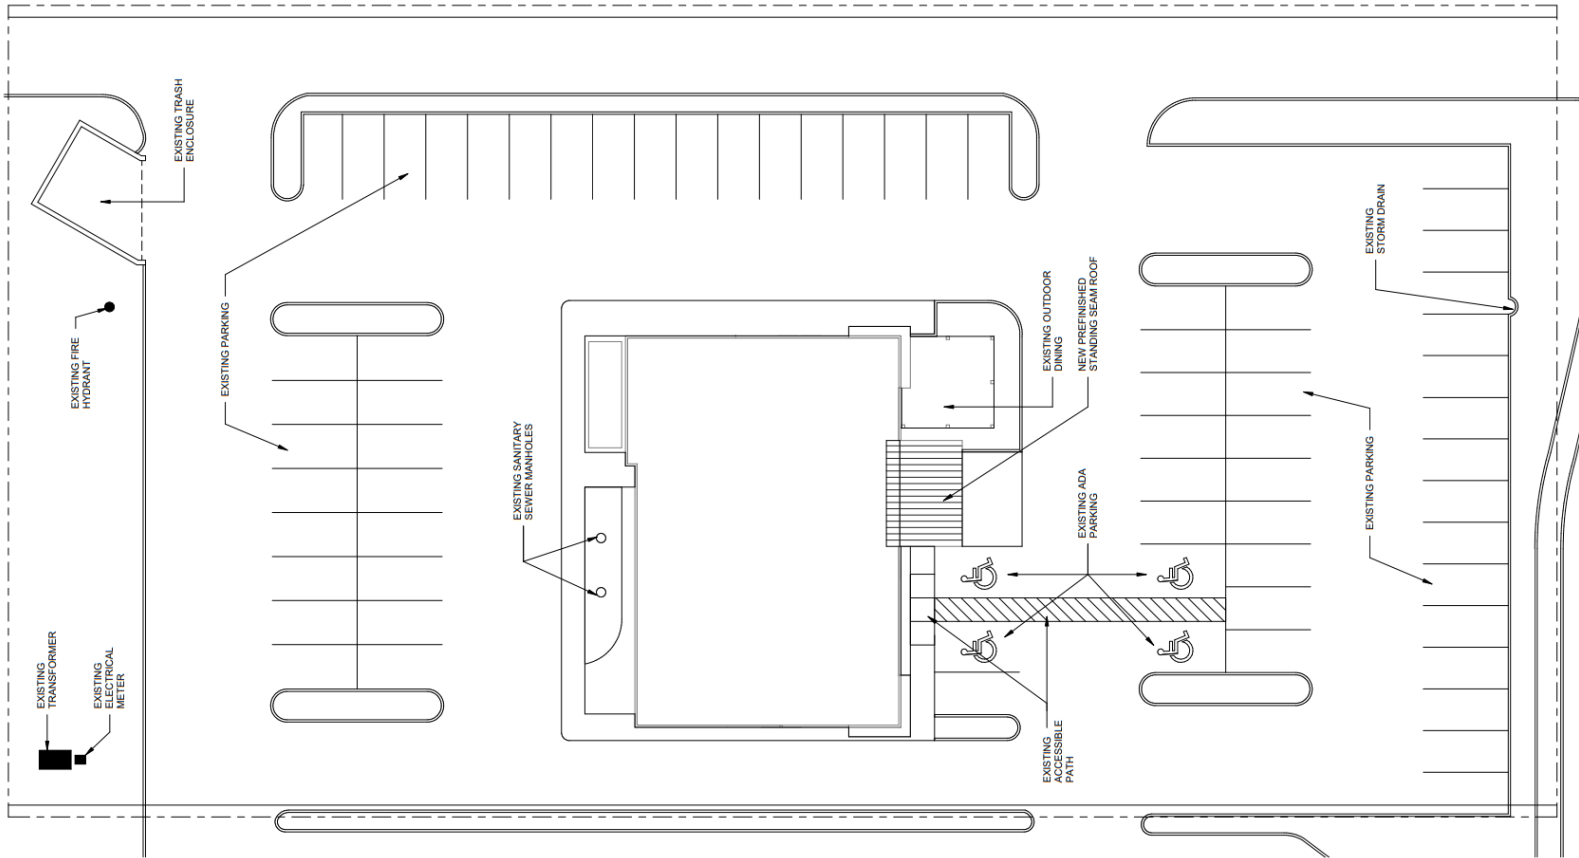 EXISTING TRASH
ENCLOSURE
EXISTING FIRE
HYDRANT
EXISTING
TRANSFORMER
EXISTING
ELECTRICAL
METER
EXISTING PARKING
EXISTING SANITARY
SEWER MANHOLES
EXISTING OUTDOOR
DINING
NEW PREFINISHED
STANDING SEAM ROOF
EXISTING ADA
PARKING
EXISTING
ACCESSIBLE
PATH
EXISTING
STORM DRAIN
EXISTING PARKING